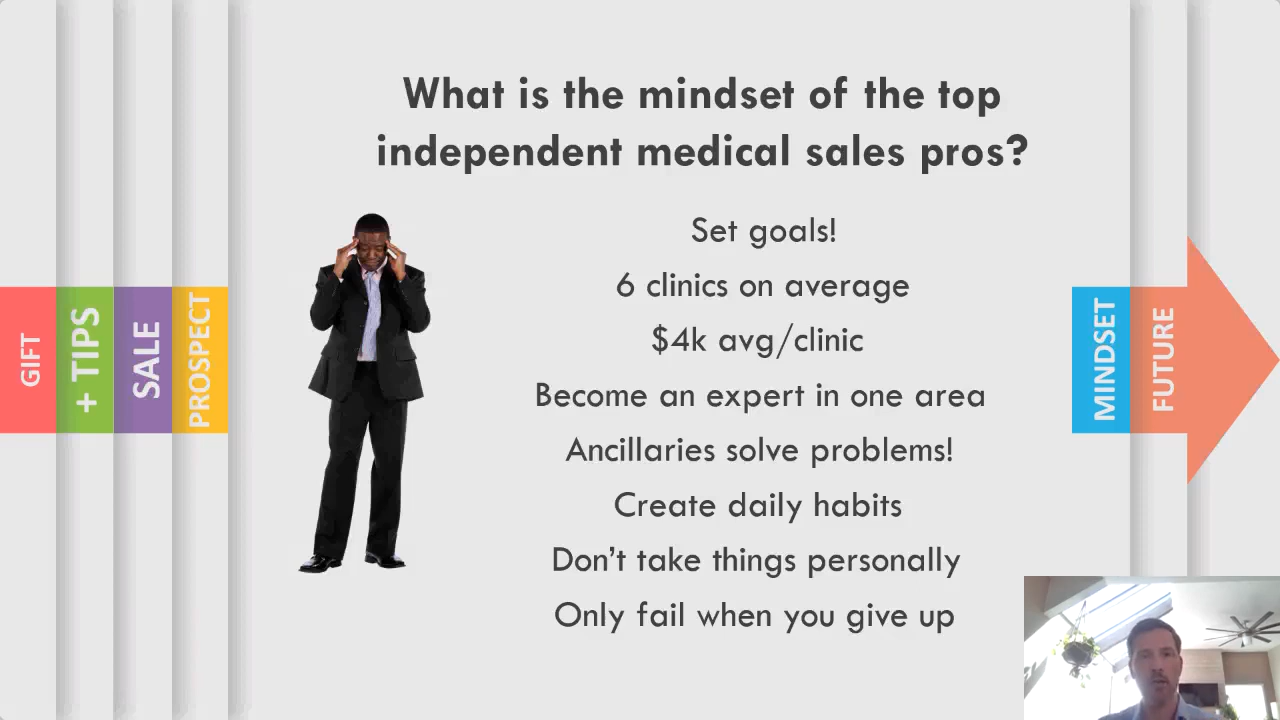 What is the mindset of the top
independent medical sales pros?
Set goals!
6 clinics on average
$4k avg/clinic
Become an expert in one area
Ancillaries solve problems!
Create daily habits
Don't take things personally
Only fail when you give up
GIFT
+ TIPS
SALE
PROSPECT
MINDSET
FUTURE